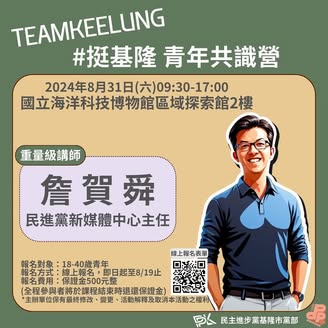 TEAMKEELUNG
#挺基隆 青年共識營
2024年8月31日(六)09:30-17:00
國立海洋科技博物館區域探索館2樓
重量級講師
詹賀舜
民進黨新媒體中心主任
線上報名表單
報名對象：18-40歲青年
報名方式：線上報名，即日起至8/19止
報名費用：保證金500元整
(全程參與者將於課程結束時退還保證金)
*主辦單位保有最終修改、變更、活動解釋及取消本活動之權利
民主進步黨基隆市黨部